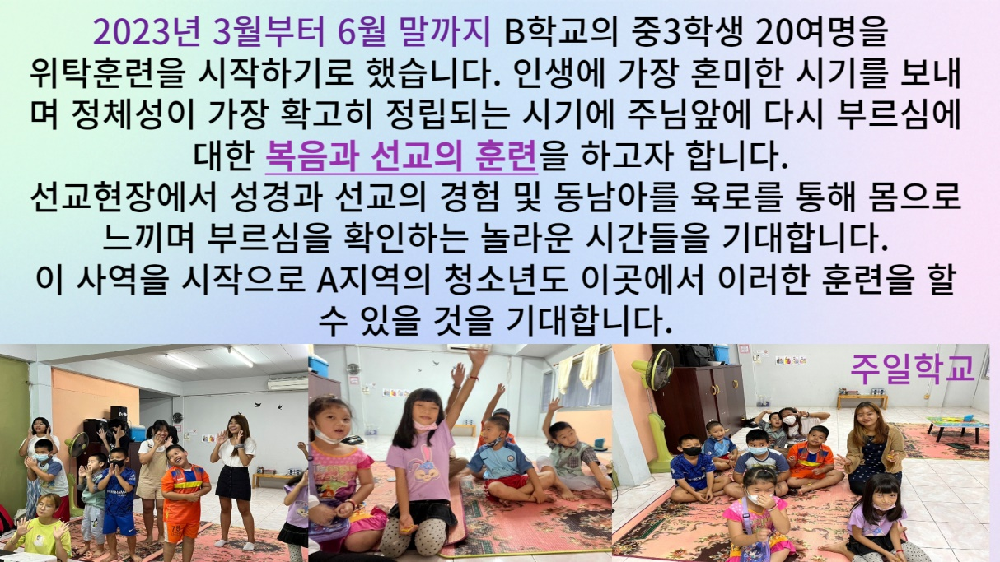 2023년 3월부터 6월 말까지 B학교의 중3학생 20여명을
위탁훈련을 시작하기로 했습니다. 인생에 가장 혼미한 시기를 보내
며 정체성이 가장 확고히 정립되는 시기에 주님앞에 다시 부르심에
대한 복음과 선교의 훈련을 하고자 합니다.
선교현장에서 성경과 선교의 경험 및 동남아를 육로를 통해 몸으로
느끼며 부르심을 확인하는 놀라운 시간들을 기대합니다.
이 사역을 시작으로 A지역의 청소년도 이곳에서 이러한 훈련을 할
수 있을 것을 기대합니다.
주일학교